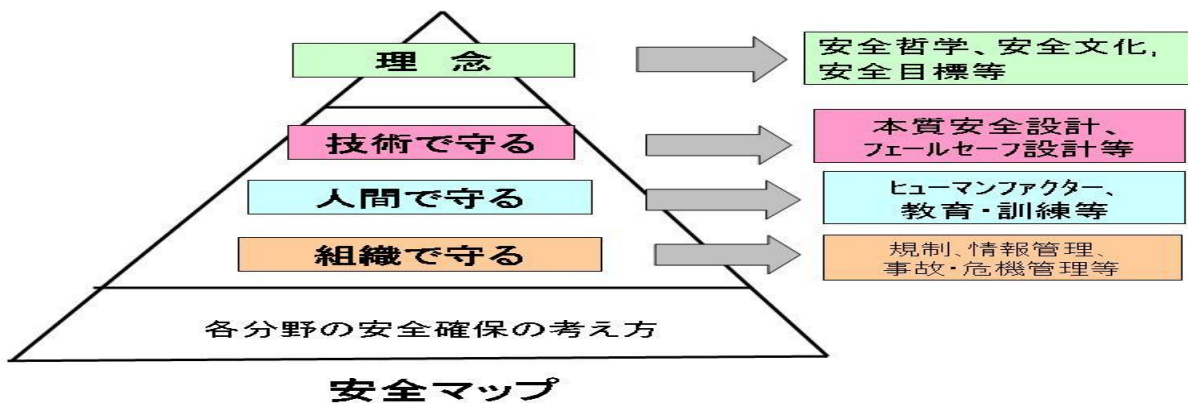 理 念
安全哲学、安全文化,
安全目標等
技術で守る
本質安全設計、
フェールセーフ設計等
人間で守る
ヒューマンファクター、
教育・訓練等
組織で守る
規制、情報管理、
事故・危機管理等
各分野の安全確保の考え方
安全マップ